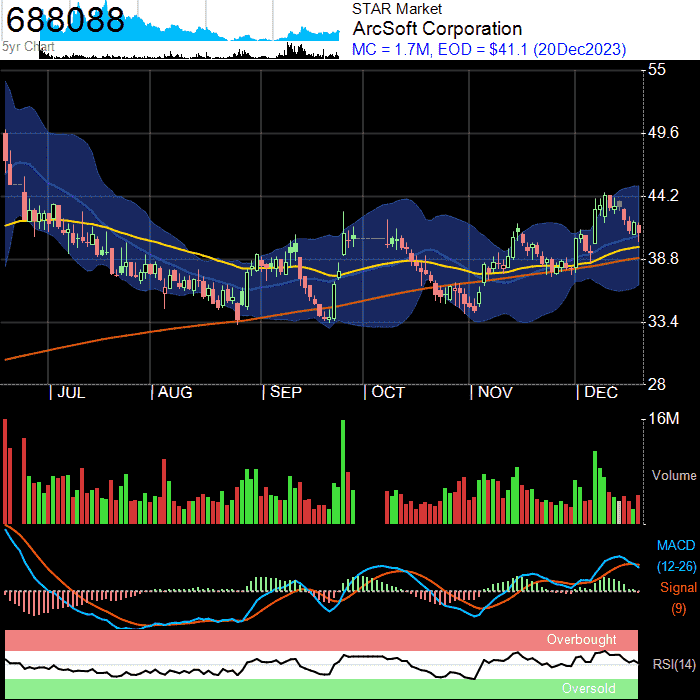 688088
5yr Chart
STAR Market
ArcSoft Corporation
MC = 1.7M, EOD = $41.1 (20Dec2023)
55
49.6
44.2
38.8
33.4
28
JUL AUG SEP OCT NOV DEC
16M
Volume
MACD
(12-26)
Signal
(9)
Overbought
RSI(14)
Oversold